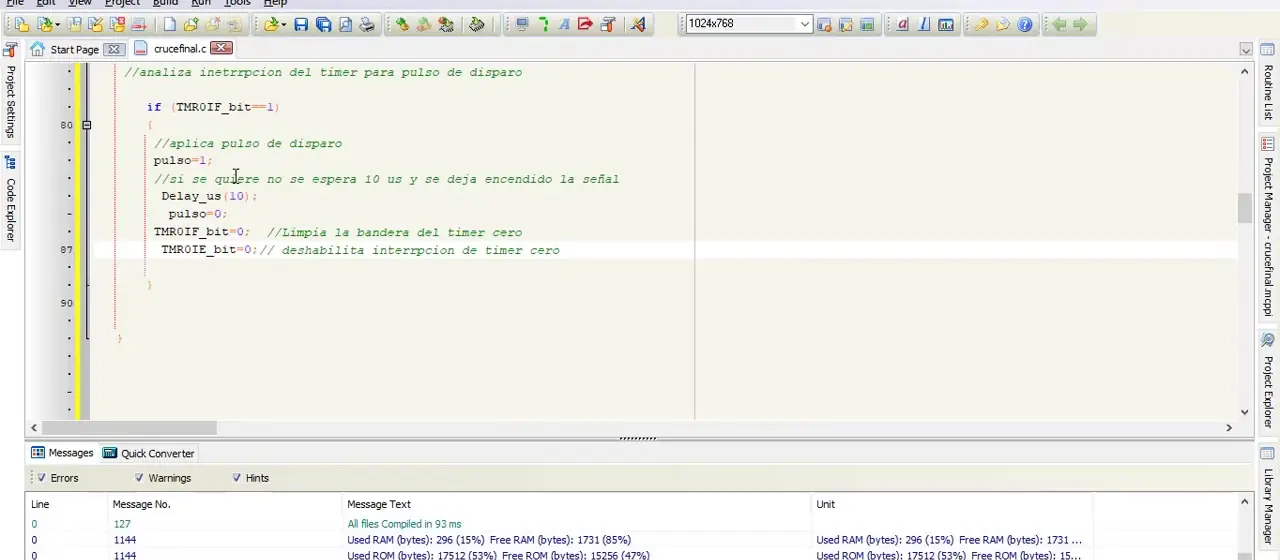 File Edit View Project Build Run Tools Help
1024x768
Start Page crucefinal.c
//analiza inetrrpcion del timer para pulso de disparo
if (TMR0IF_bit==1)
80
{
//aplica pulso de disparo
pulso=1;
//si se quiere no se espera 10 us y se deja encendido la señal
Delay_us(10);
pulso=0;
TMR0IF_bit=0; //Limpia la bandera del timer cero
87 TMR0IE_bit=0;// deshabilita interrpcion de timer cero
}
90
}
Project Settings
Code Explorer
Routine List
Project Manager - crucefinal.mcppi
Project Explorer
Library Manager
Messages Quick Converter
Errors Warnings Hints
Line Message No. Message Text Unit
0 127 All files Compiled in 93 ms
0 1144 Used RAM (bytes): 296 (15%) Free RAM (bytes): 1731 (85%) Used RAM (bytes): 296 (15%) Free RAM (bytes): 1731 ...
0 1144 Used ROM (bytes): 17512 (53%) Free ROM (bytes): 15256 (47%) Used ROM (bytes): 17512 (53%) Free ROM (bytes): 15...